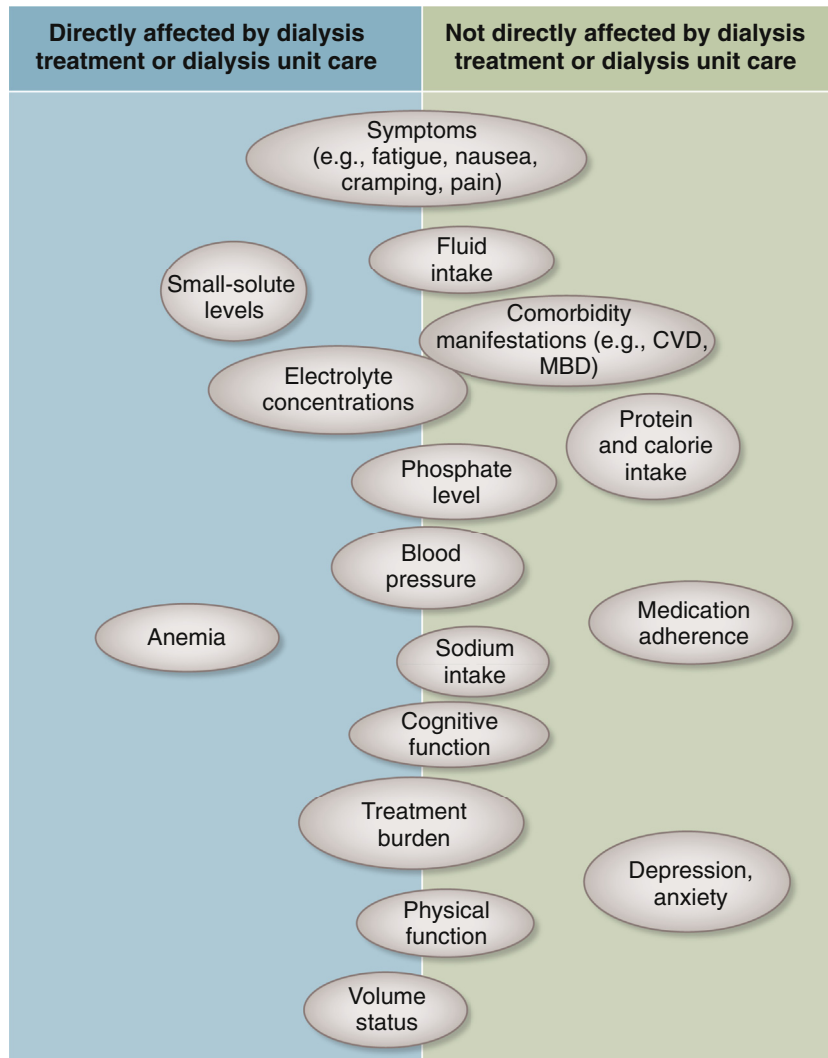 Directly affected by dialysis
treatment or dialysis unit care
Not directly affected by dialysis
treatment or dialysis unit care
Symptoms
(e.g., fatigue, nausea,
cramping, pain)
Fluid
intake
Small-solute
levels
Comorbidity
manifestations (e.g., CVD,
MBD)
Electrolyte
concentrations
Protein
and calorie
intake
Phosphate
level
Blood
pressure
Medication
adherence
Anemia
Sodium
intake
Cognitive
function
Treatment
burden
Depression,
anxiety
Physical
function
Volume
status